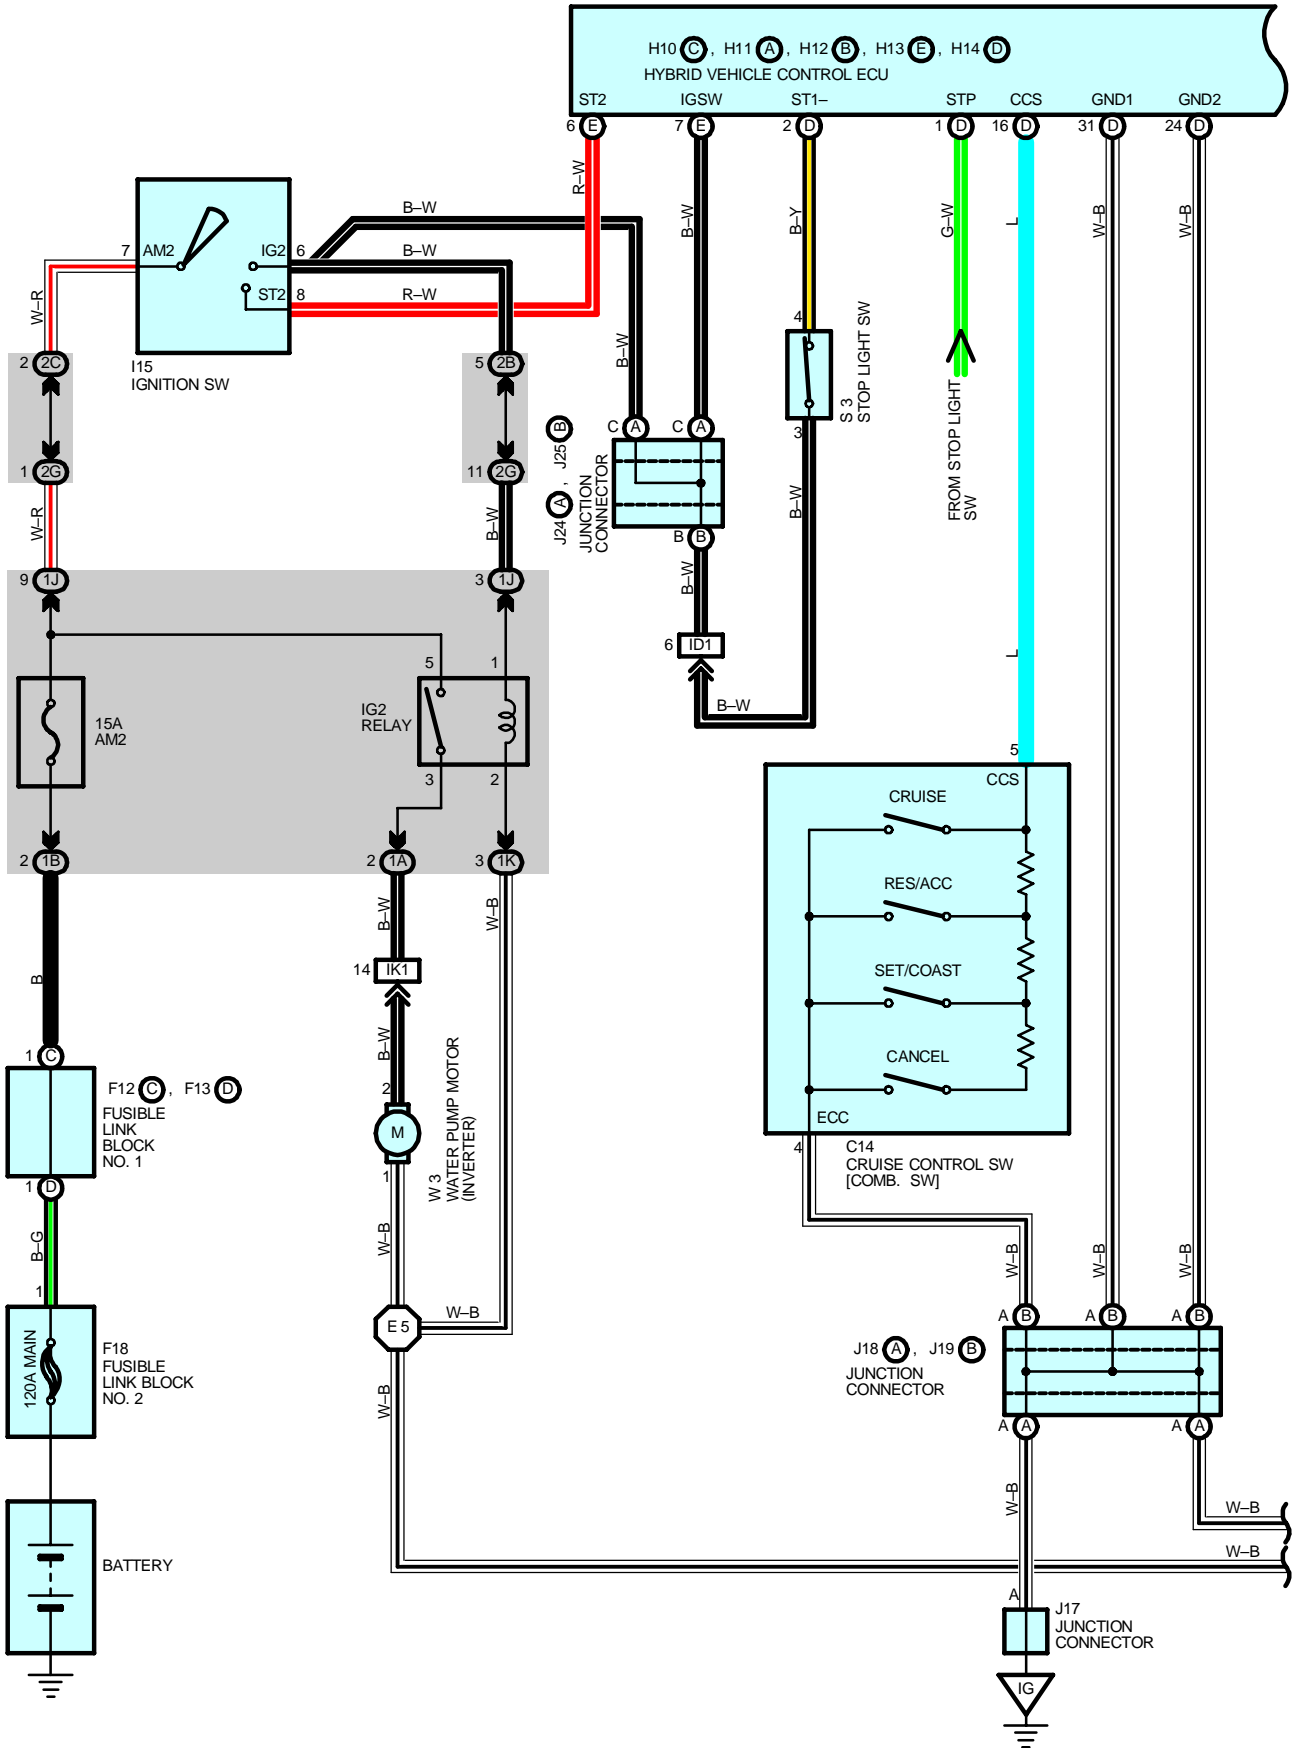 H10 C , H11 A , H12 B , H13 E , H14 D
HYBRID VEHICLE CONTROL ECU
ST2 IGSW ST1– STP CCS GND1 GND2
6 E 7 E 2 D 1 D 16 D 31 D 24 D
R–W
B–W
B–Y
G–W
L
W–B
W–B
B–W
7 AM2 IG2 6
B–W
ST2 8
R–W
W–R
I15
IGNITION SW
2 2C
5 2B
B–W
4
S 3
STOP LIGHT SW
3
FROM STOP LIGHT
SW
C A C A
J24 A , J25 B
JUNCTION
CONNECTOR
B B
1 2G
11 2G
W–R
B–W
B–W
B–W
9 1J
3 1J
6 ID1
L
B–W
5 1
15A
AM2
IG2
RELAY
3 2
2 1B
2 1A
3 1K
B–W
W–B
B
14 IK1
B–W
5
CCS
CRUISE
RES/ACC
SET/COAST
CANCEL
ECC
4
C14
CRUISE CONTROL SW
[COMB. SW]
1 C
F12 C , F13 D
FUSIBLE
LINK
BLOCK
NO. 1
1 D
2
M
1
W 3
WATER PUMP MOTOR
(INVERTER)
B–G
W–B
W–B
W–B
W–B
1
E 5
W–B
120A MAIN
F18
FUSIBLE
LINK BLOCK
NO. 2
W–B
A B A B A B
J18 A , J19 B
JUNCTION
CONNECTOR
A A A A
W–B
W–B
W–B
BATTERY
A
J17
JUNCTION
CONNECTOR
IG